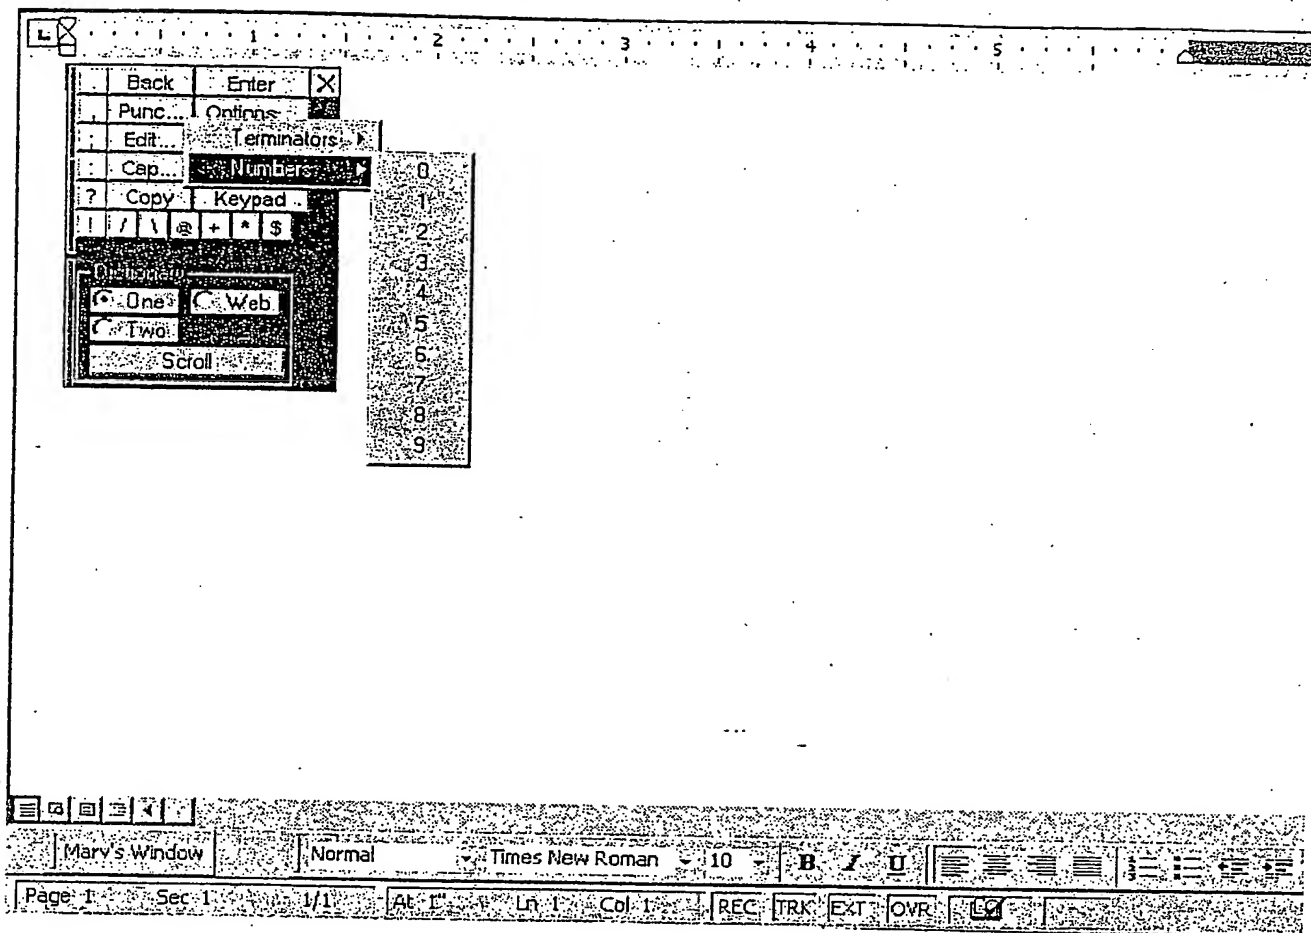 1 2 3 4 5
. Back Enter X
, Punc... Options
; Edit... Terminators
: Cap... Numbers
? Copy Keypad ..
! / \ @ + * $
0
1
2
3
4
5
6
7
8
9
Dictionary
One Web
Two
Scroll
Mary's Window Normal Times New Roman 10 B I U
Page 1 Sec 1 1/1 At 1" Ln 1 Col 1 REC TRK EXT OVR